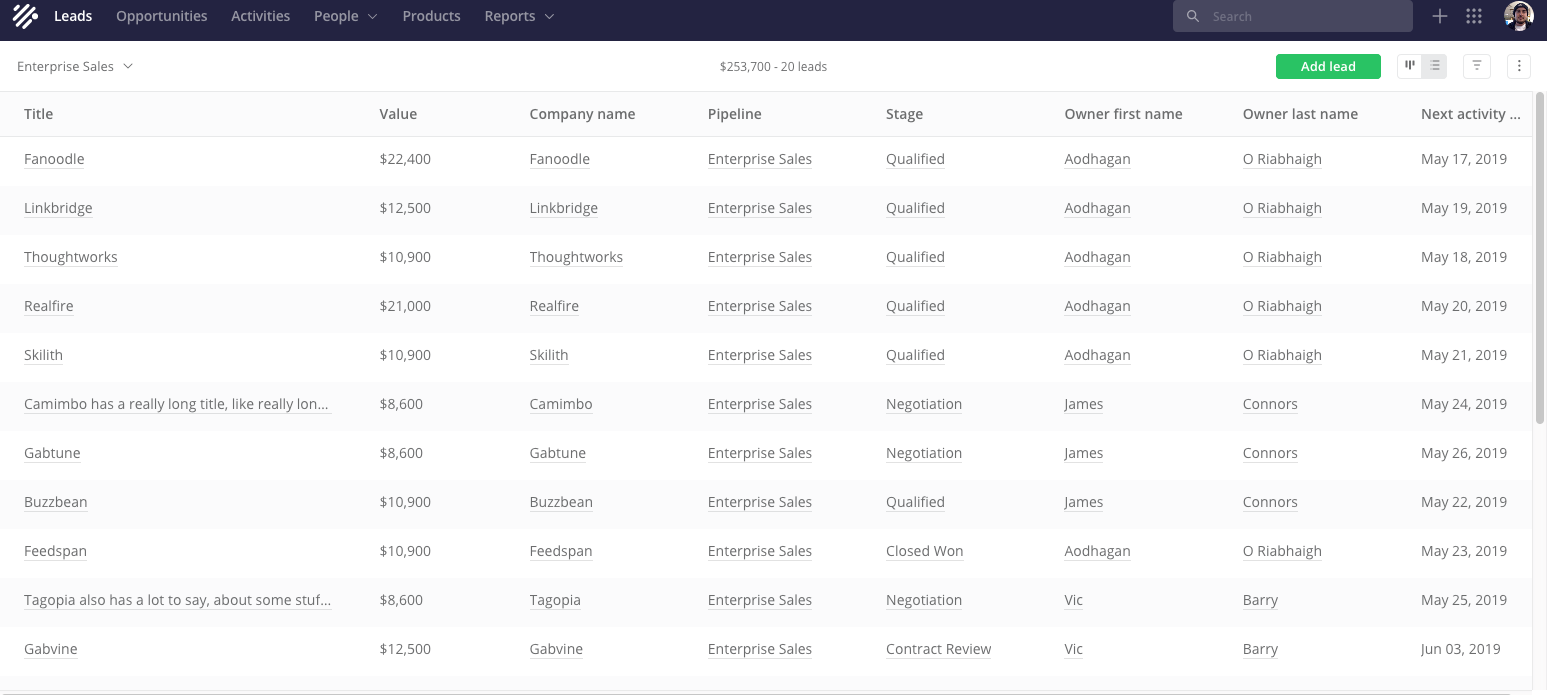 Leads Opportunities Activities People Products Reports Search
Enterprise Sales $253,700 - 20 leads Add lead
Title Value Company name Pipeline Stage Owner first name Owner last name Next activity ...
Fanoodle $22,400 Fanoodle Enterprise Sales Qualified Aodhagan O Riabhaigh May 17, 2019
Linkbridge $12,500 Linkbridge Enterprise Sales Qualified Aodhagan O Riabhaigh May 19, 2019
Thoughtworks $10,900 Thoughtworks Enterprise Sales Qualified Aodhagan O Riabhaigh May 18, 2019
Realfire $21,000 Realfire Enterprise Sales Qualified Aodhagan O Riabhaigh May 20, 2019
Skilith $10,900 Skilith Enterprise Sales Qualified Aodhagan O Riabhaigh May 21, 2019
Camimbo has a really long title, like really lon... $8,600 Camimbo Enterprise Sales Negotiation James Connors May 24, 2019
Gabtune $8,600 Gabtune Enterprise Sales Negotiation James Connors May 26, 2019
Buzzbean $10,900 Buzzbean Enterprise Sales Qualified James Connors May 22, 2019
Feedspan $10,900 Feedspan Enterprise Sales Closed Won Aodhagan O Riabhaigh May 23, 2019
Tagopia also has a lot to say, about some stuf... $8,600 Tagopia Enterprise Sales Negotiation Vic Barry May 25, 2019
Gabvine $12,500 Gabvine Enterprise Sales Contract Review Vic Barry Jun 03, 2019